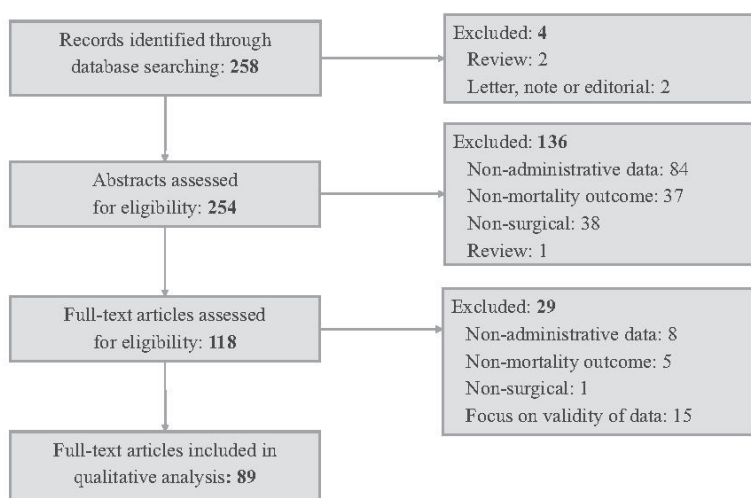 Records identified through
database searching: 258
Excluded: 4
Review: 2
Letter, note or editorial: 2
Abstracts assessed
for eligibility: 254
Excluded: 136
Non-administrative data: 84
Non-mortality outcome: 37
Non-surgical: 38
Review: 1
Full-text articles assessed
for eligibility: 118
Excluded: 29
Non-administrative data: 8
Non-mortality outcome: 5
Non-surgical: 1
Focus on validity of data: 15
Full-text articles included in
qualitative analysis: 89